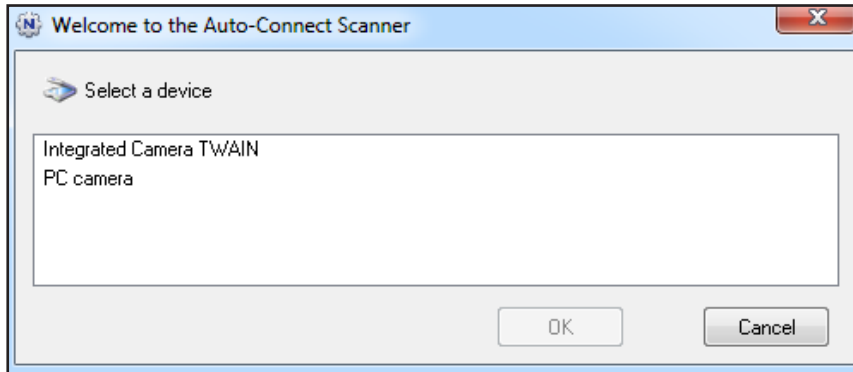 Welcome to the Auto-Connect Scanner
Select a device
Integrated Camera TWAIN
PC camera
OK
Cancel